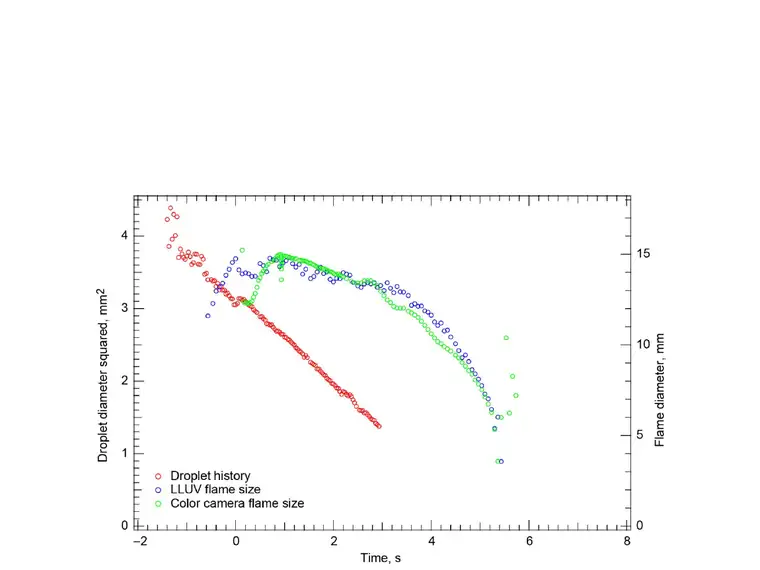 4
3
2
1
0
Droplet diameter squared, mm2
15
10
5
0
Flame diameter, mm
Droplet history
LLUV flame size
Color camera flame size
–2 0 2 4 6 8
Time, s